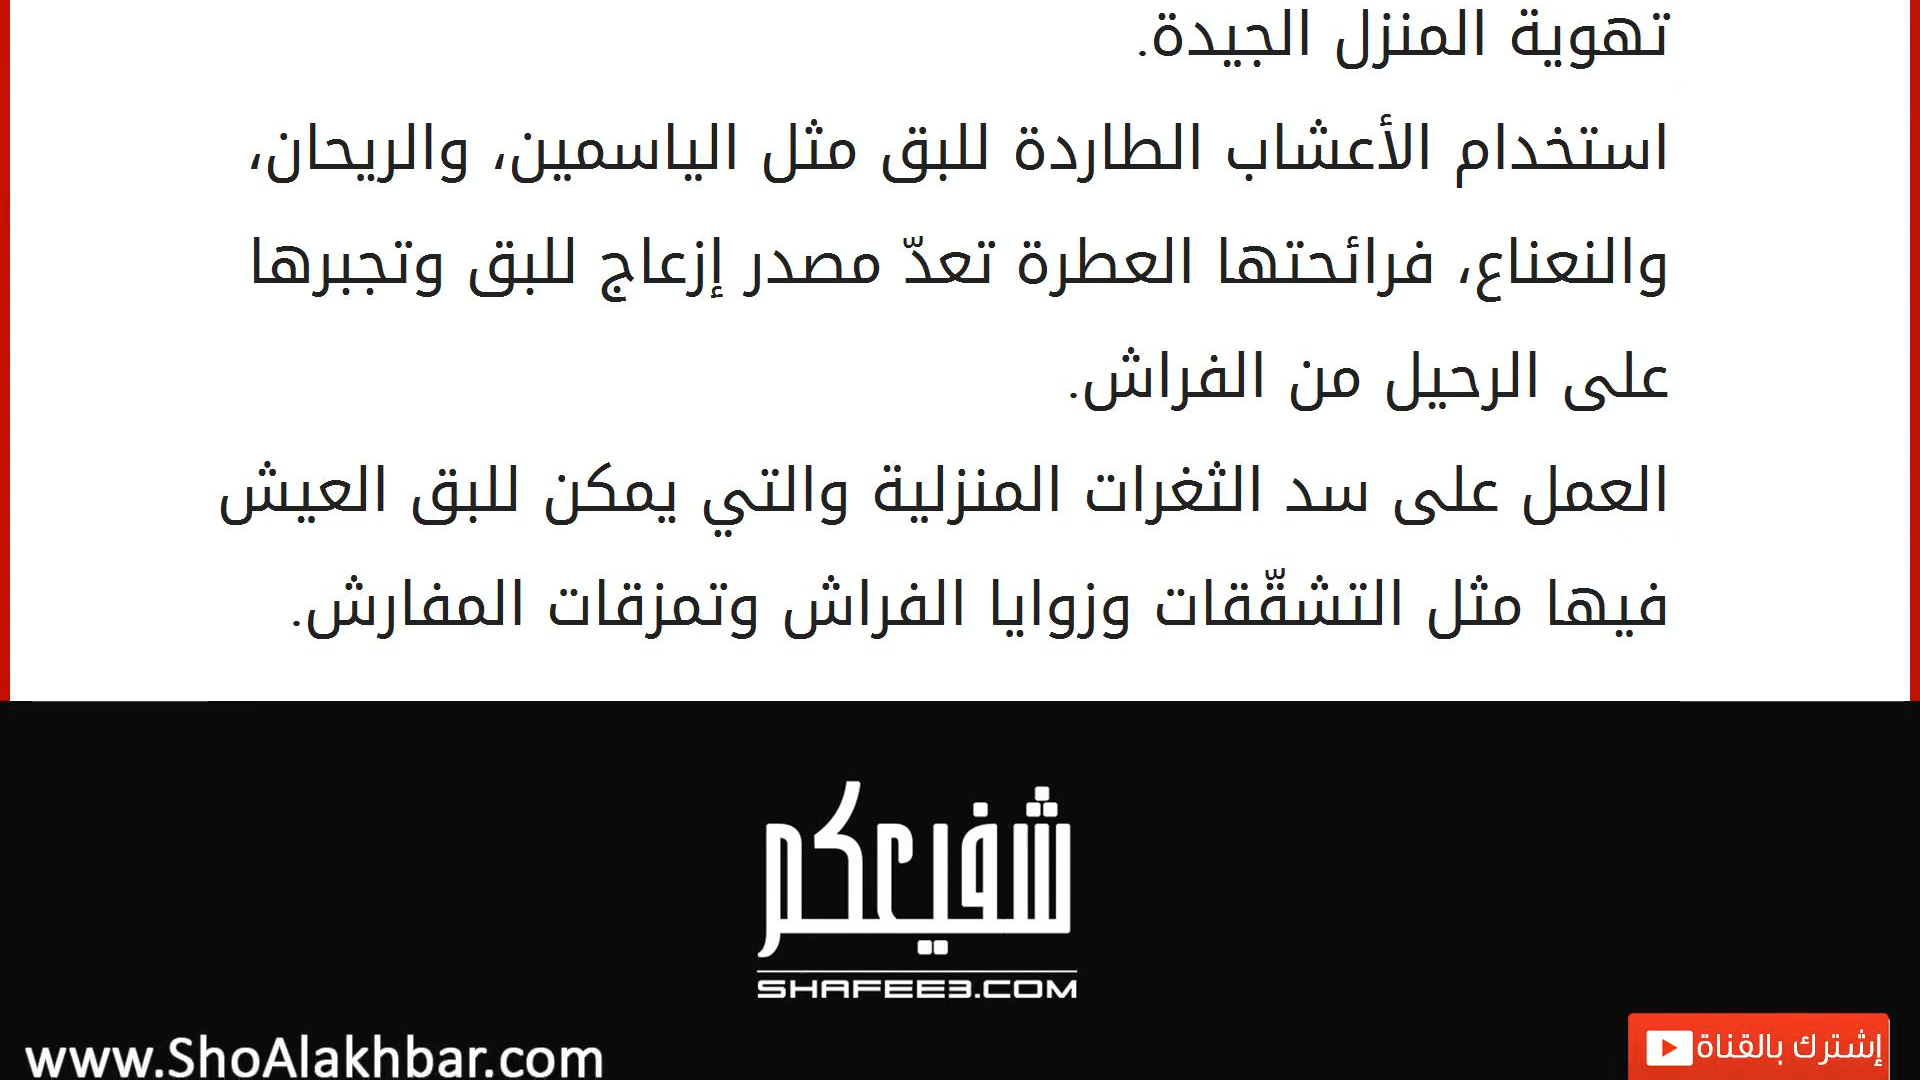 تهوية المنزل الجيدة.
استخدام الأعشاب الطاردة للبق مثل الياسمين، والريحان،
والنعناع، فرائحتها العطرة تعدّ مصدر إزعاج للبق وتجبرها
على الرحيل من الفراش.
العمل على سد الثغرات المنزلية والتي يمكن للبق العيش
فيها مثل التشقّقات وزوايا الفراش وتمزقات المفارش.
شفيعكم
SHAFEE3.COM
www.ShoAlakhbar.com
إشترك بالقناة